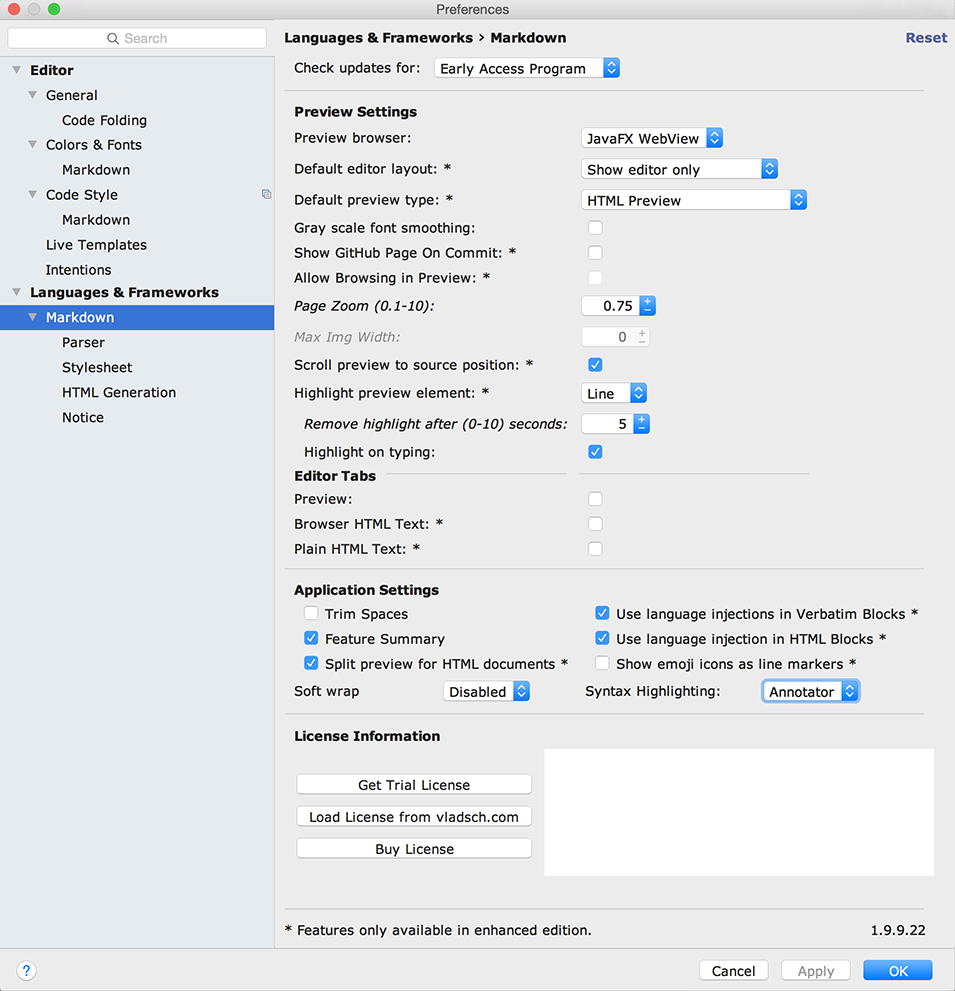 Preferences
Search
Editor
General
Code Folding
Colors & Fonts
Markdown
Code Style
Markdown
Live Templates
Intentions
Languages & Frameworks
Markdown
Parser
Stylesheet
HTML Generation
Notice
Languages & Frameworks › Markdown
Reset
Check updates for: Early Access Program
Preview Settings
Preview browser: JavaFX WebView
Default editor layout: * Show editor only
Default preview type: * HTML Preview
Gray scale font smoothing:
Show GitHub Page On Commit: *
Allow Browsing in Preview: *
Page Zoom (0.1-10): 0.75
Max Img Width: 0
Scroll preview to source position: *
Highlight preview element: * Line
Remove highlight after (0-10) seconds: 5
Highlight on typing:
Editor Tabs
Preview:
Browser HTML Text: *
Plain HTML Text: *
Application Settings
Trim Spaces
Use language injections in Verbatim Blocks *
Feature Summary
Use language injection in HTML Blocks *
Split preview for HTML documents *
Show emoji icons as line markers *
Soft wrap Disabled
Syntax Highlighting: Annotator
License Information
Get Trial License
Load License from vladsch.com
Buy License
* Features only available in enhanced edition.
1.9.9.22
?
Cancel
Apply
OK